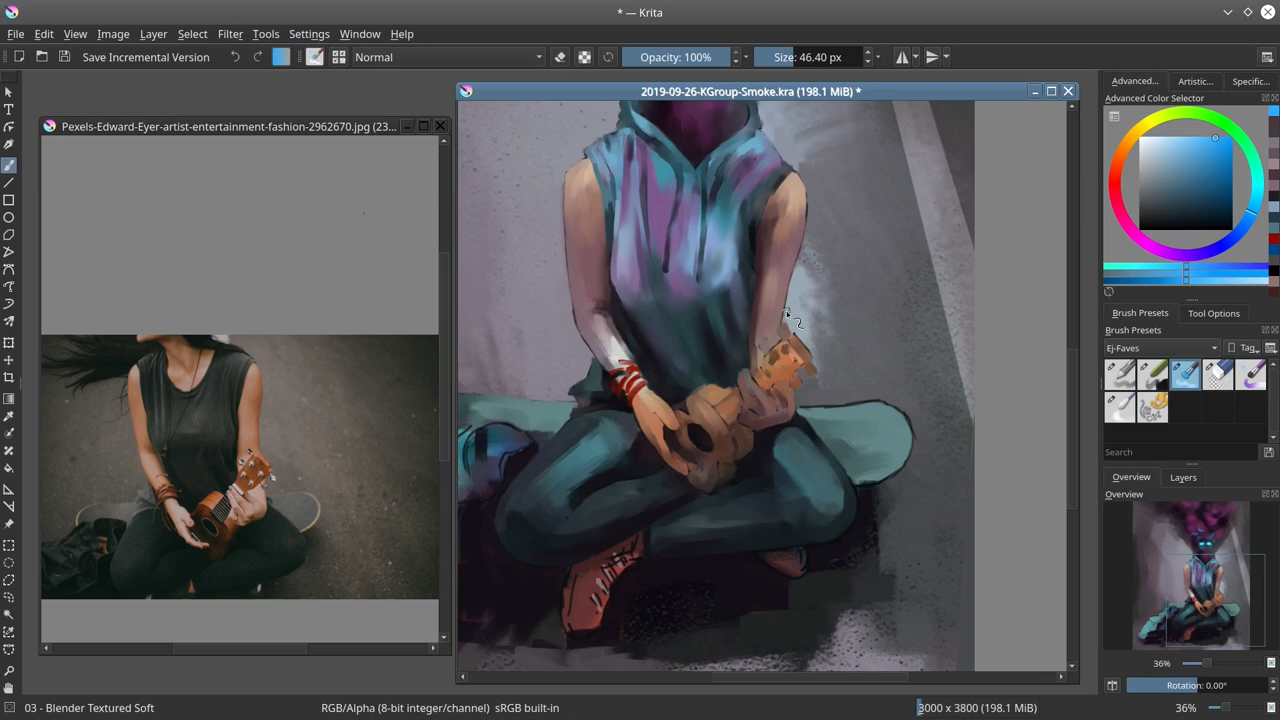 * — Krita
File Edit View Image Layer Select Filter Tools Settings Window Help
Save Incremental Version Normal Opacity: 100% Size: 46.40 px
Pexels-Edward-Eyer-artist-entertainment-fashion-2962670.jpg (23...
2019-09-26-KGroup-Smoke.kra (198.1 MiB) *
Advanced... Artistic... Specific...
Advanced Color Selector
Brush Presets Tool Options
Brush Presets
Ej-Faves Tag
Search
Overview Layers
Overview
36%
Rotation: 0.00°
03 - Blender Textured Soft RGB/Alpha (8-bit integer/channel) sRGB built-in 3000 x 3800 (198.1 MiB) 36%